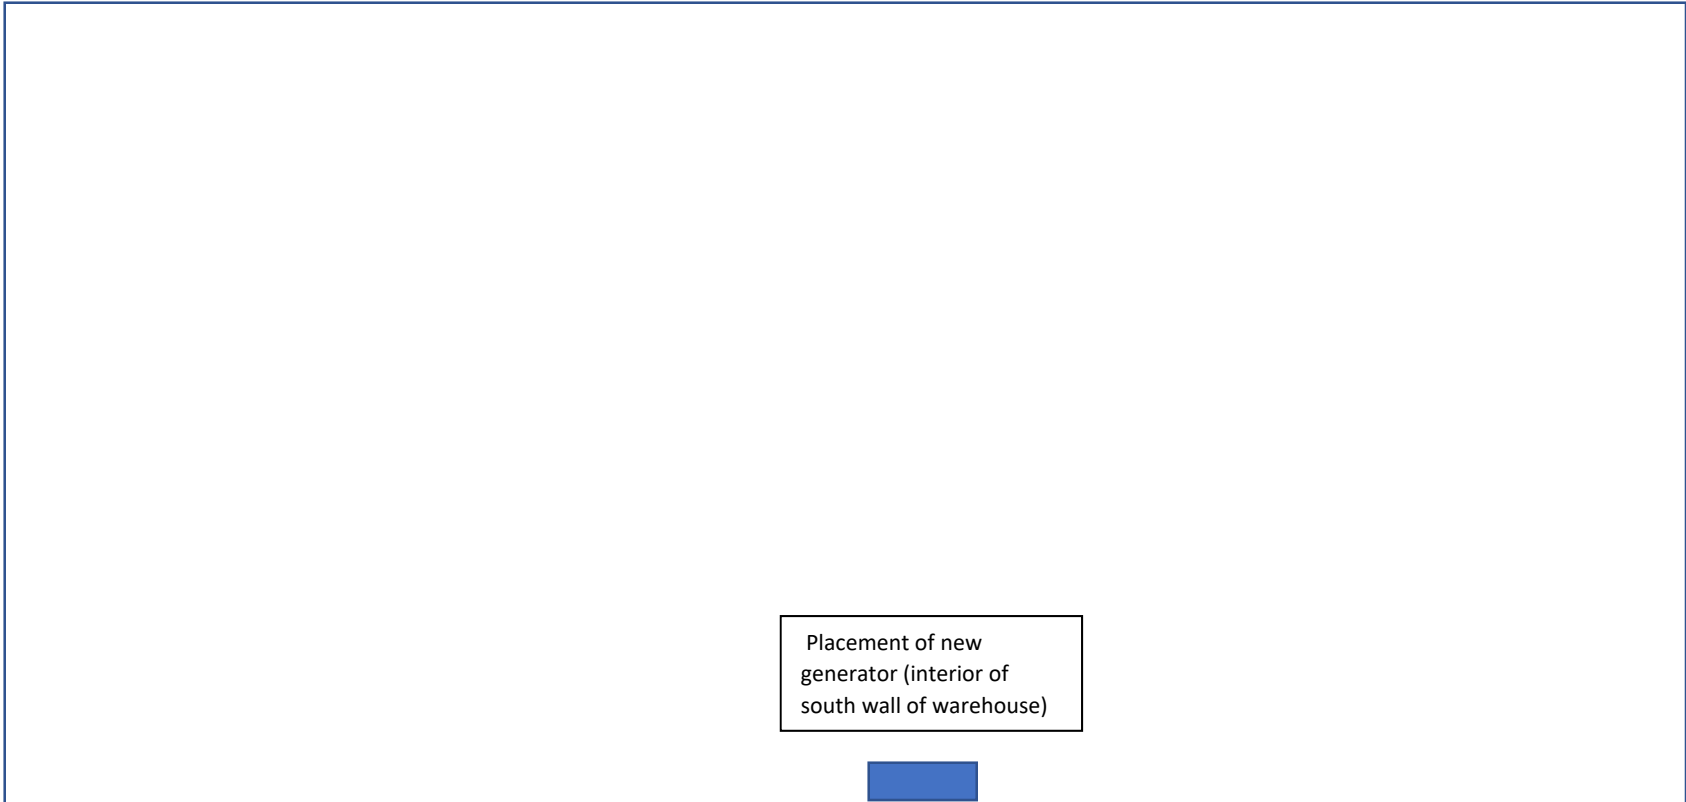 Placement of new
generator (interior of
south wall of warehouse)